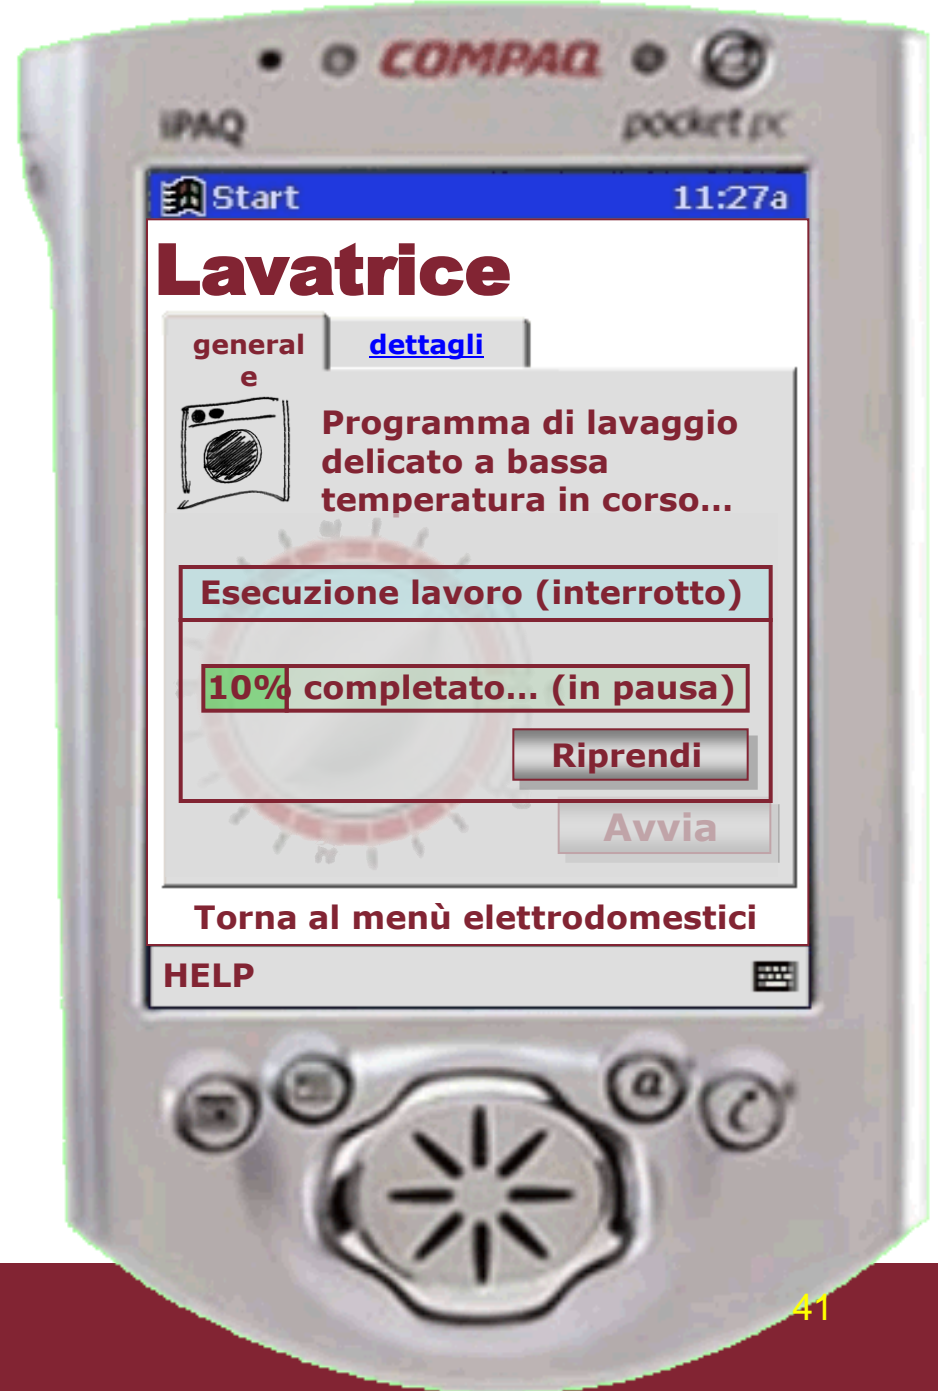 COMPAQ
iPAQ
pocket pc
Start
11:27a
Lavatrice
general
e
dettagli
Programma di lavaggio
delicato a bassa
temperatura in corso...
Esecuzione lavoro (interrotto)
10% completato... (in pausa)
Riprendi
Avvia
Torna al menù elettrodomestici
HELP
41